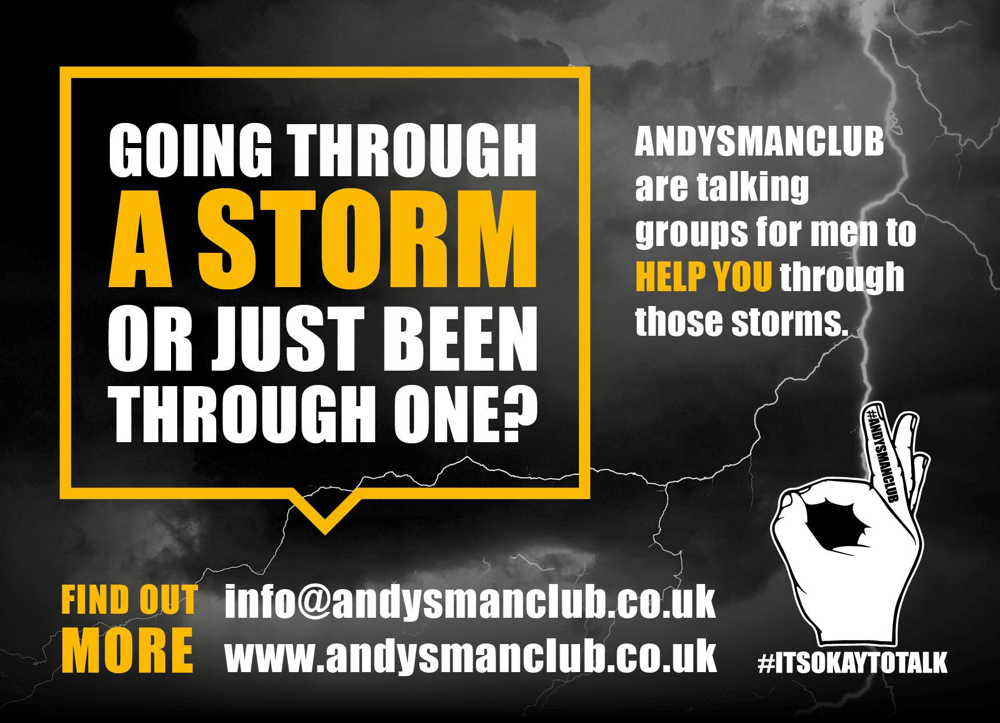 GOING THROUGH
A STORM
OR JUST BEEN
THROUGH ONE?
ANDYSMANCLUB
are talking
groups for men to
HELP YOU through
those storms.
#ANDYSMANCLUB
FIND OUT
MORE
info@andysmanclub.co.uk
www.andysmanclub.co.uk
#ITSOKAYTOTALK